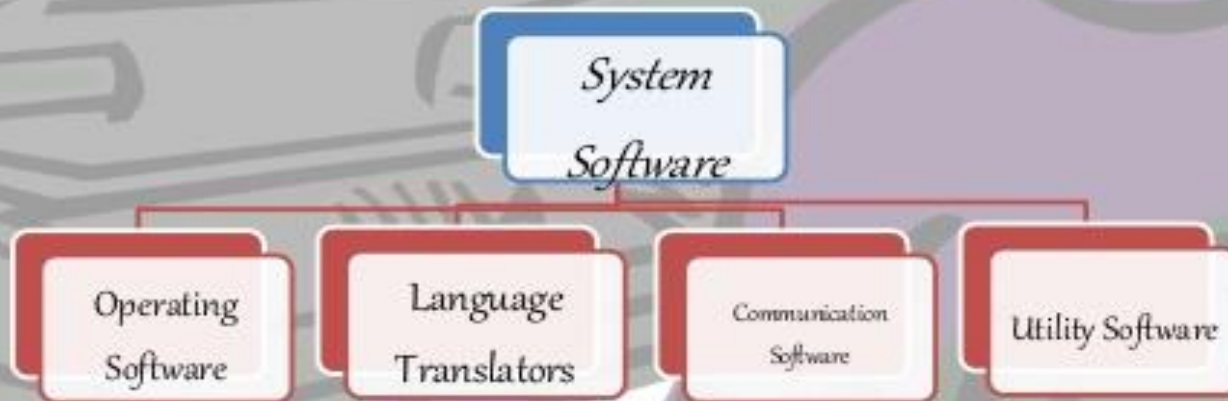 System
Software
Operating
Software
Language
Translators
Communication
Software
Utility Software